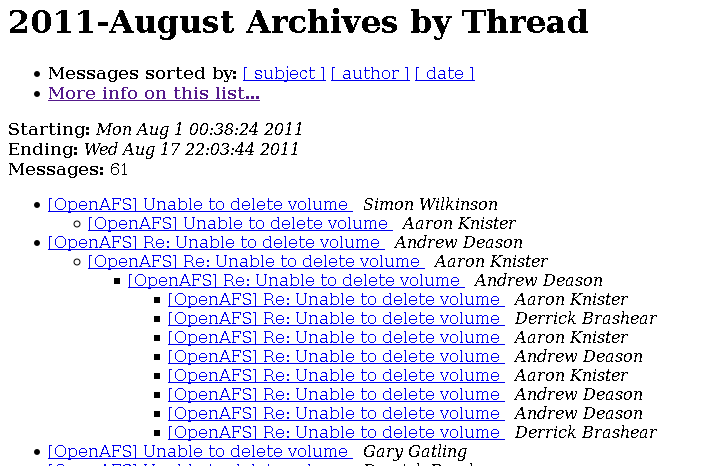 2011-August Archives by Thread
Messages sorted by: [ subject ] [ author ] [ date ]
More info on this list...
Starting: Mon Aug 1 00:38:24 2011
Ending: Wed Aug 17 22:03:44 2011
Messages: 61
[OpenAFS] Unable to delete volume Simon Wilkinson
[OpenAFS] Unable to delete volume Aaron Knister
[OpenAFS] Re: Unable to delete volume Andrew Deason
[OpenAFS] Re: Unable to delete volume Aaron Knister
[OpenAFS] Re: Unable to delete volume Andrew Deason
[OpenAFS] Re: Unable to delete volume Aaron Knister
[OpenAFS] Re: Unable to delete volume Derrick Brashear
[OpenAFS] Re: Unable to delete volume Aaron Knister
[OpenAFS] Re: Unable to delete volume Andrew Deason
[OpenAFS] Re: Unable to delete volume Aaron Knister
[OpenAFS] Re: Unable to delete volume Andrew Deason
[OpenAFS] Re: Unable to delete volume Andrew Deason
[OpenAFS] Re: Unable to delete volume Derrick Brashear
[OpenAFS] Unable to delete volume Gary Gatling